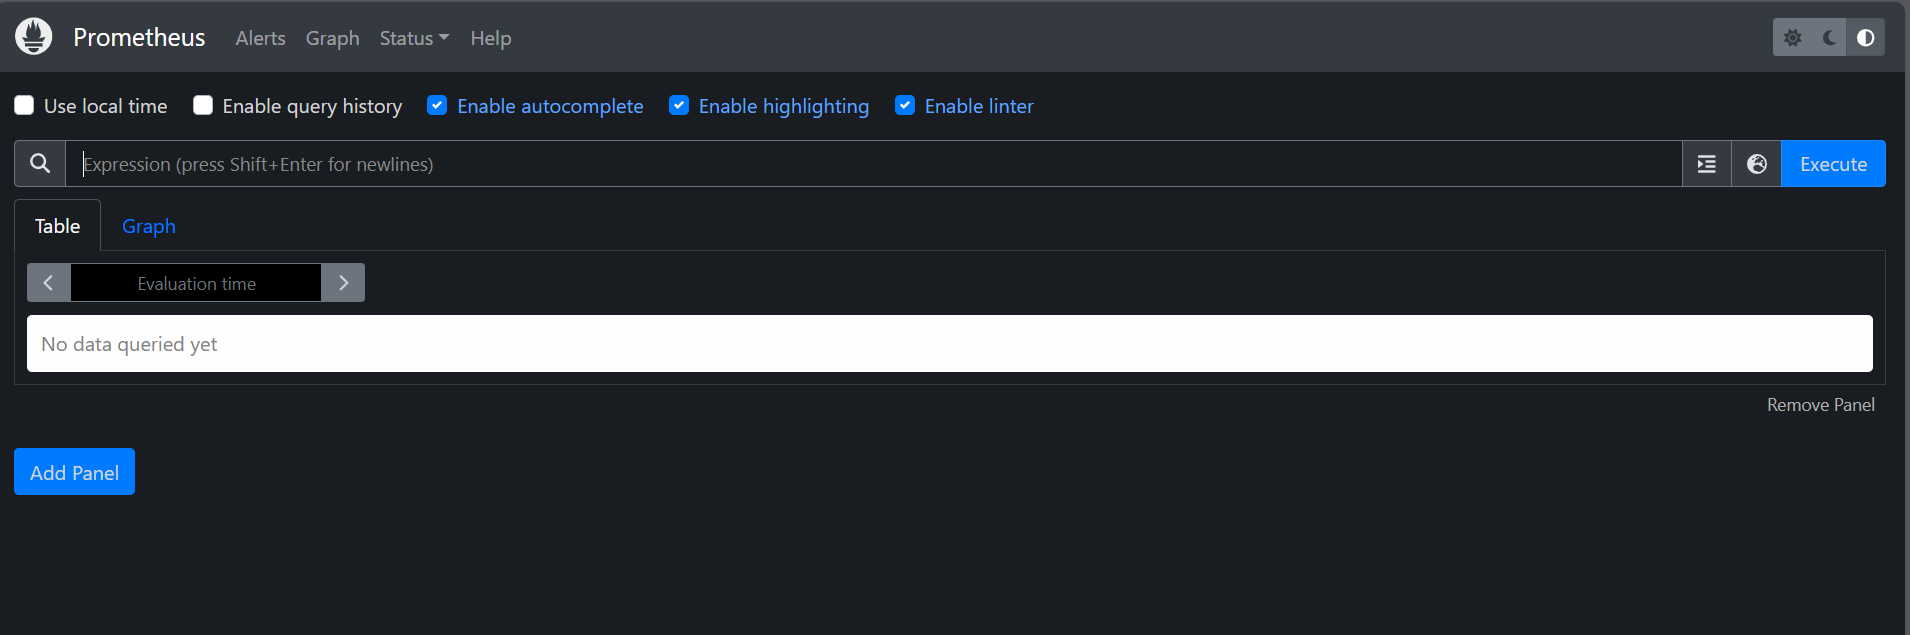 Prometheus Alerts Graph Status Help
Use local time Enable query history Enable autocomplete Enable highlighting Enable linter
Expression (press Shift+Enter for newlines) Execute
Table Graph
Evaluation time
No data queried yet
Remove Panel
Add Panel